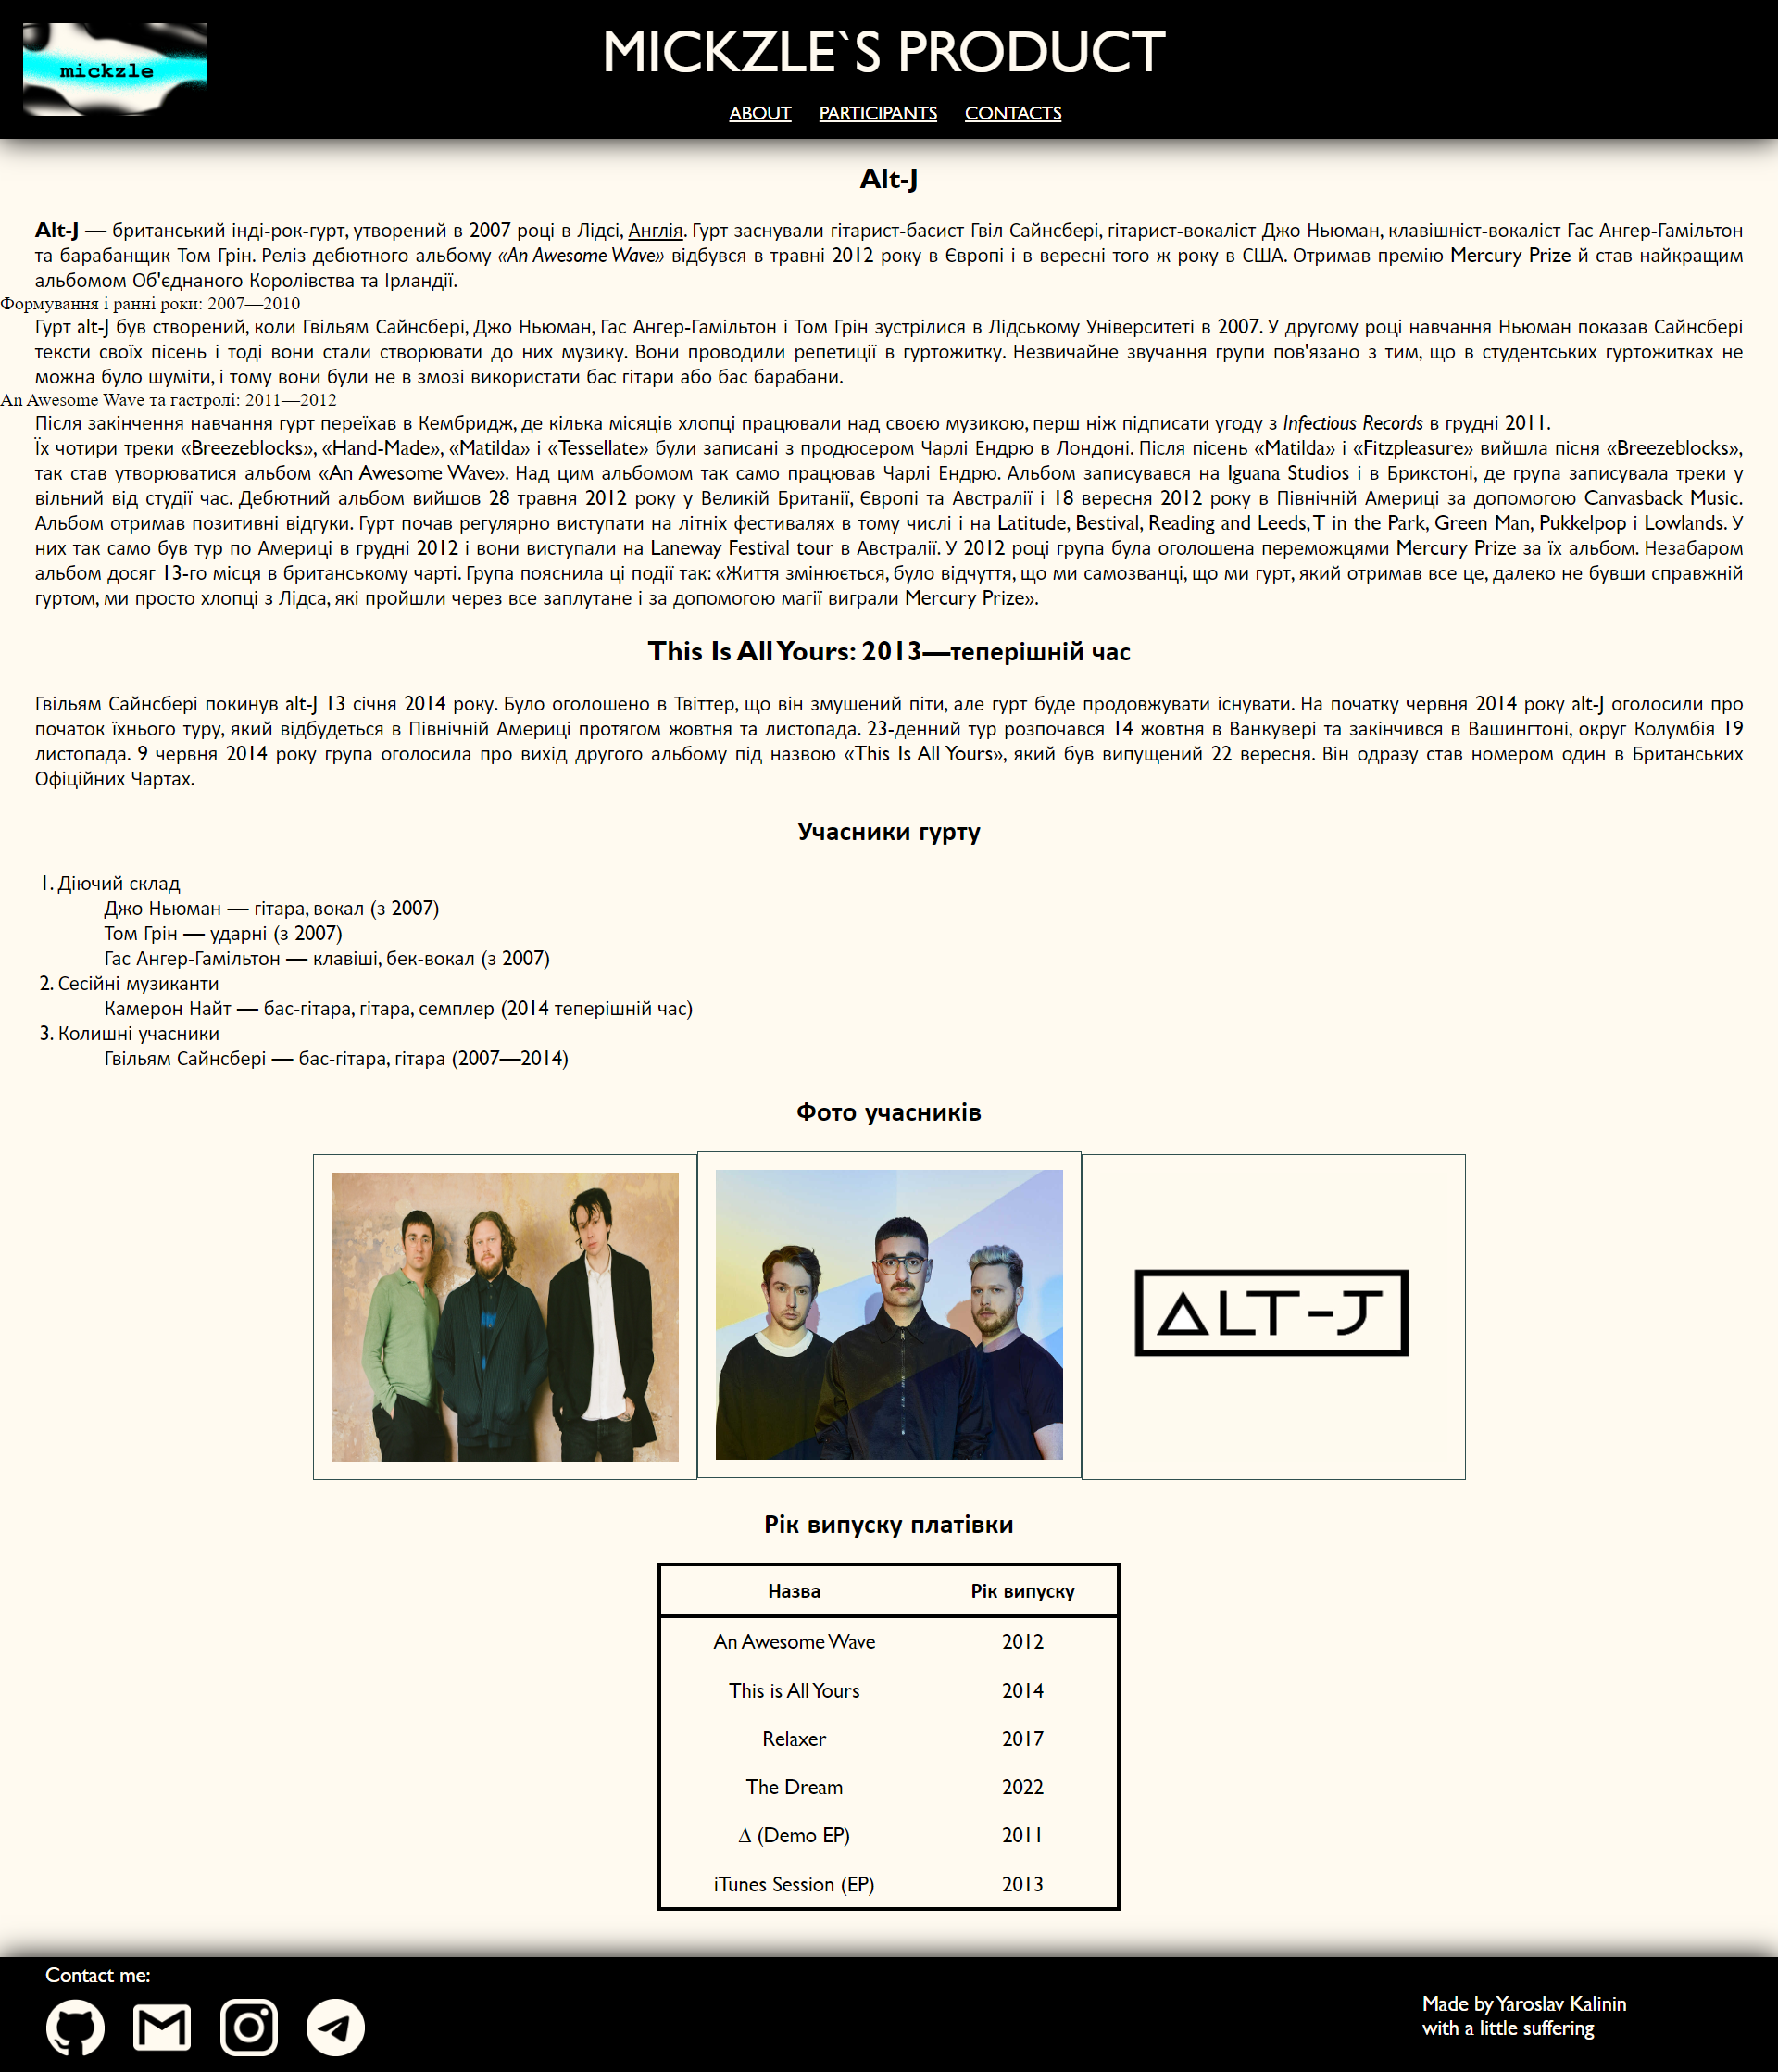 mickzle
MICKZLE`S PRODUCT
ABOUT PARTICIPANTS CONTACTS
Alt-J
Alt-J — британський інді-рок-гурт, утворений в 2007 році в Лідсі, Англія. Гурт заснували гітарист-басист Гвіл Сайнсбері, гітарист-вокаліст Джо Ньюман, клавішніст-вокаліст Гас Ангер-Гамільтон
та барабанщик Том Грін. Реліз дебютного альбому «An Awesome Wave» відбувся в травні 2012 року в Європі і в вересні того ж року в США. Отримав премію Mercury Prize й став найкращим
альбомом Об'єднаного Королівства та Ірландії.
Формування і ранні роки: 2007—2010
Гурт alt-J був створений, коли Гвільям Сайнсбері, Джо Ньюман, Гас Ангер-Гамільтон і Том Грін зустрілися в Лідському Університеті в 2007. У другому році навчання Ньюман показав Сайнсбері
тексти своїх пісень і тоді вони стали створювати до них музику. Вони проводили репетиції в гуртожитку. Незвичайне звучання групи пов'язано з тим, що в студентських гуртожитках не
можна було шуміти, і тому вони були не в змозі використати бас гітари або бас барабани.
An Awesome Wave та гастролі: 2011—2012
Після закінчення навчання гурт переїхав в Кембридж, де кілька місяців хлопці працювали над своєю музикою, перш ніж підписати угоду з Infectious Records в грудні 2011.
Їх чотири треки «Breezeblocks», «Hand-Made», «Matilda» і «Tessellate» були записані з продюсером Чарлі Ендрю в Лондоні. Після пісень «Matilda» і «Fitzpleasure» вийшла пісня «Breezeblocks»,
так став утворюватися альбом «An Awesome Wave». Над цим альбомом так само працював Чарлі Ендрю. Альбом записувався на Iguana Studios і в Брикстоні, де група записувала треки у
вільний від студії час. Дебютний альбом вийшов 28 травня 2012 року у Великій Британії, Європі та Австралії і 18 вересня 2012 року в Північній Америці за допомогою Canvasback Music.
Альбом отримав позитивні відгуки. Гурт почав регулярно виступати на літніх фестивалях в тому числі і на Latitude, Bestival, Reading and Leeds, T in the Park, Green Man, Pukkelpop і Lowlands. У
них так само був тур по Америці в грудні 2012 і вони виступали на Laneway Festival tour в Австралії. У 2012 році група була оголошена переможцями Mercury Prize за їх альбом. Незабаром
альбом досяг 13-го місця в британському чарті. Група пояснила ці події так: «Життя змінюється, було відчуття, що ми самозванці, що ми гурт, який отримав все це, далеко не бувши справжній
гуртом, ми просто хлопці з Лідса, які пройшли через все заплутане і за допомогою магії виграли Mercury Prize».
This Is All Yours: 2013—теперішній час
Гвільям Сайнсбері покинув alt-J 13 січня 2014 року. Було оголошено в Твіттер, що він змушений піти, але гурт буде продовжувати існувати. На початку червня 2014 року alt-J оголосили про
початок їхнього туру, який відбудеться в Північній Америці протягом жовтня та листопада. 23-денний тур розпочався 14 жовтня в Ванкувері та закінчився в Вашингтоні, округ Колумбія 19
листопада. 9 червня 2014 року група оголосила про вихід другого альбому під назвою «This Is All Yours», який був випущений 22 вересня. Він одразу став номером один в Британських
Офіційних Чартах.
Учасники гурту
1. Діючий склад
Джо Ньюман — гітара, вокал (з 2007)
Том Грін — ударні (з 2007)
Гас Ангер-Гамільтон — клавіші, бек-вокал (з 2007)
2. Сесійні музиканти
Камерон Найт — бас-гітара, гітара, семплер (2014 теперішній час)
3. Колишні учасники
Гвільям Сайнсбері — бас-гітара, гітара (2007—2014)
Фото учасників
ΔLT-J
Рік випуску платівки
Назва Рік випуску
An Awesome Wave 2012
This is All Yours 2014
Relaxer 2017
The Dream 2022
Δ (Demo EP) 2011
iTunes Session (EP) 2013
Contact me:
Made by Yaroslav Kalinin
with a little suffering